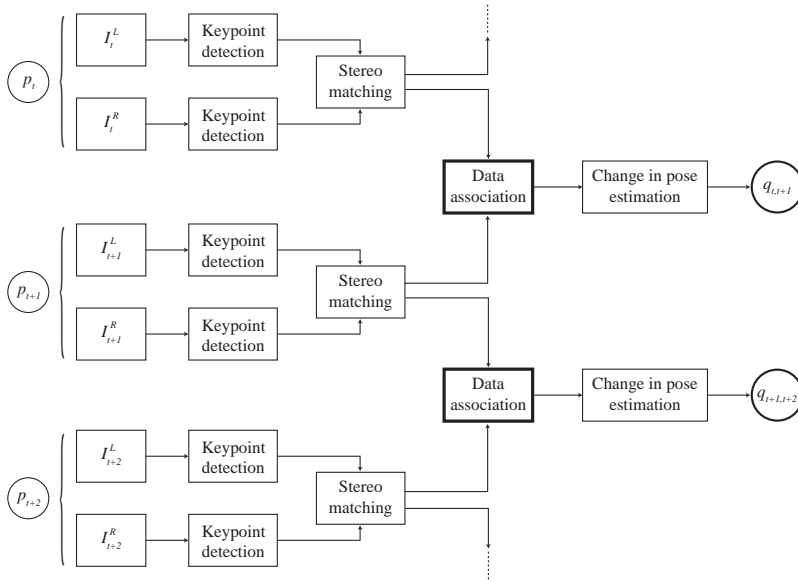 p_t
I_t^L
Keypoint
detection
I_t^R
Keypoint
detection
Stereo
matching
Data
association
Change in pose
estimation
q_{t,t+1}
p_{t+1}
I_{t+1}^L
Keypoint
detection
I_{t+1}^R
Keypoint
detection
Stereo
matching
Data
association
Change in pose
estimation
q_{t+1,t+2}
p_{t+2}
I_{t+2}^L
Keypoint
detection
I_{t+2}^R
Keypoint
detection
Stereo
matching